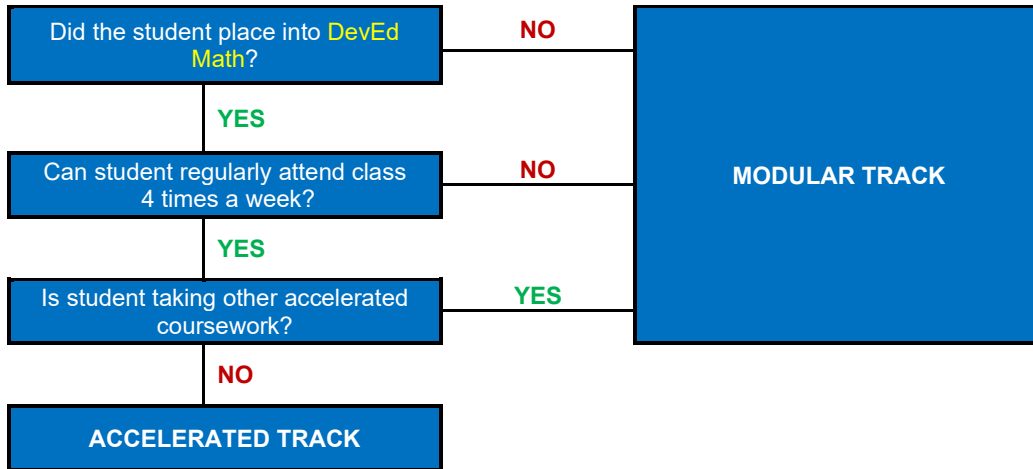 Did the student place into DevEd
Math?
NO
YES
Can student regularly attend class
4 times a week?
NO
MODULAR TRACK
YES
Is student taking other accelerated
coursework?
YES
NO
ACCELERATED TRACK